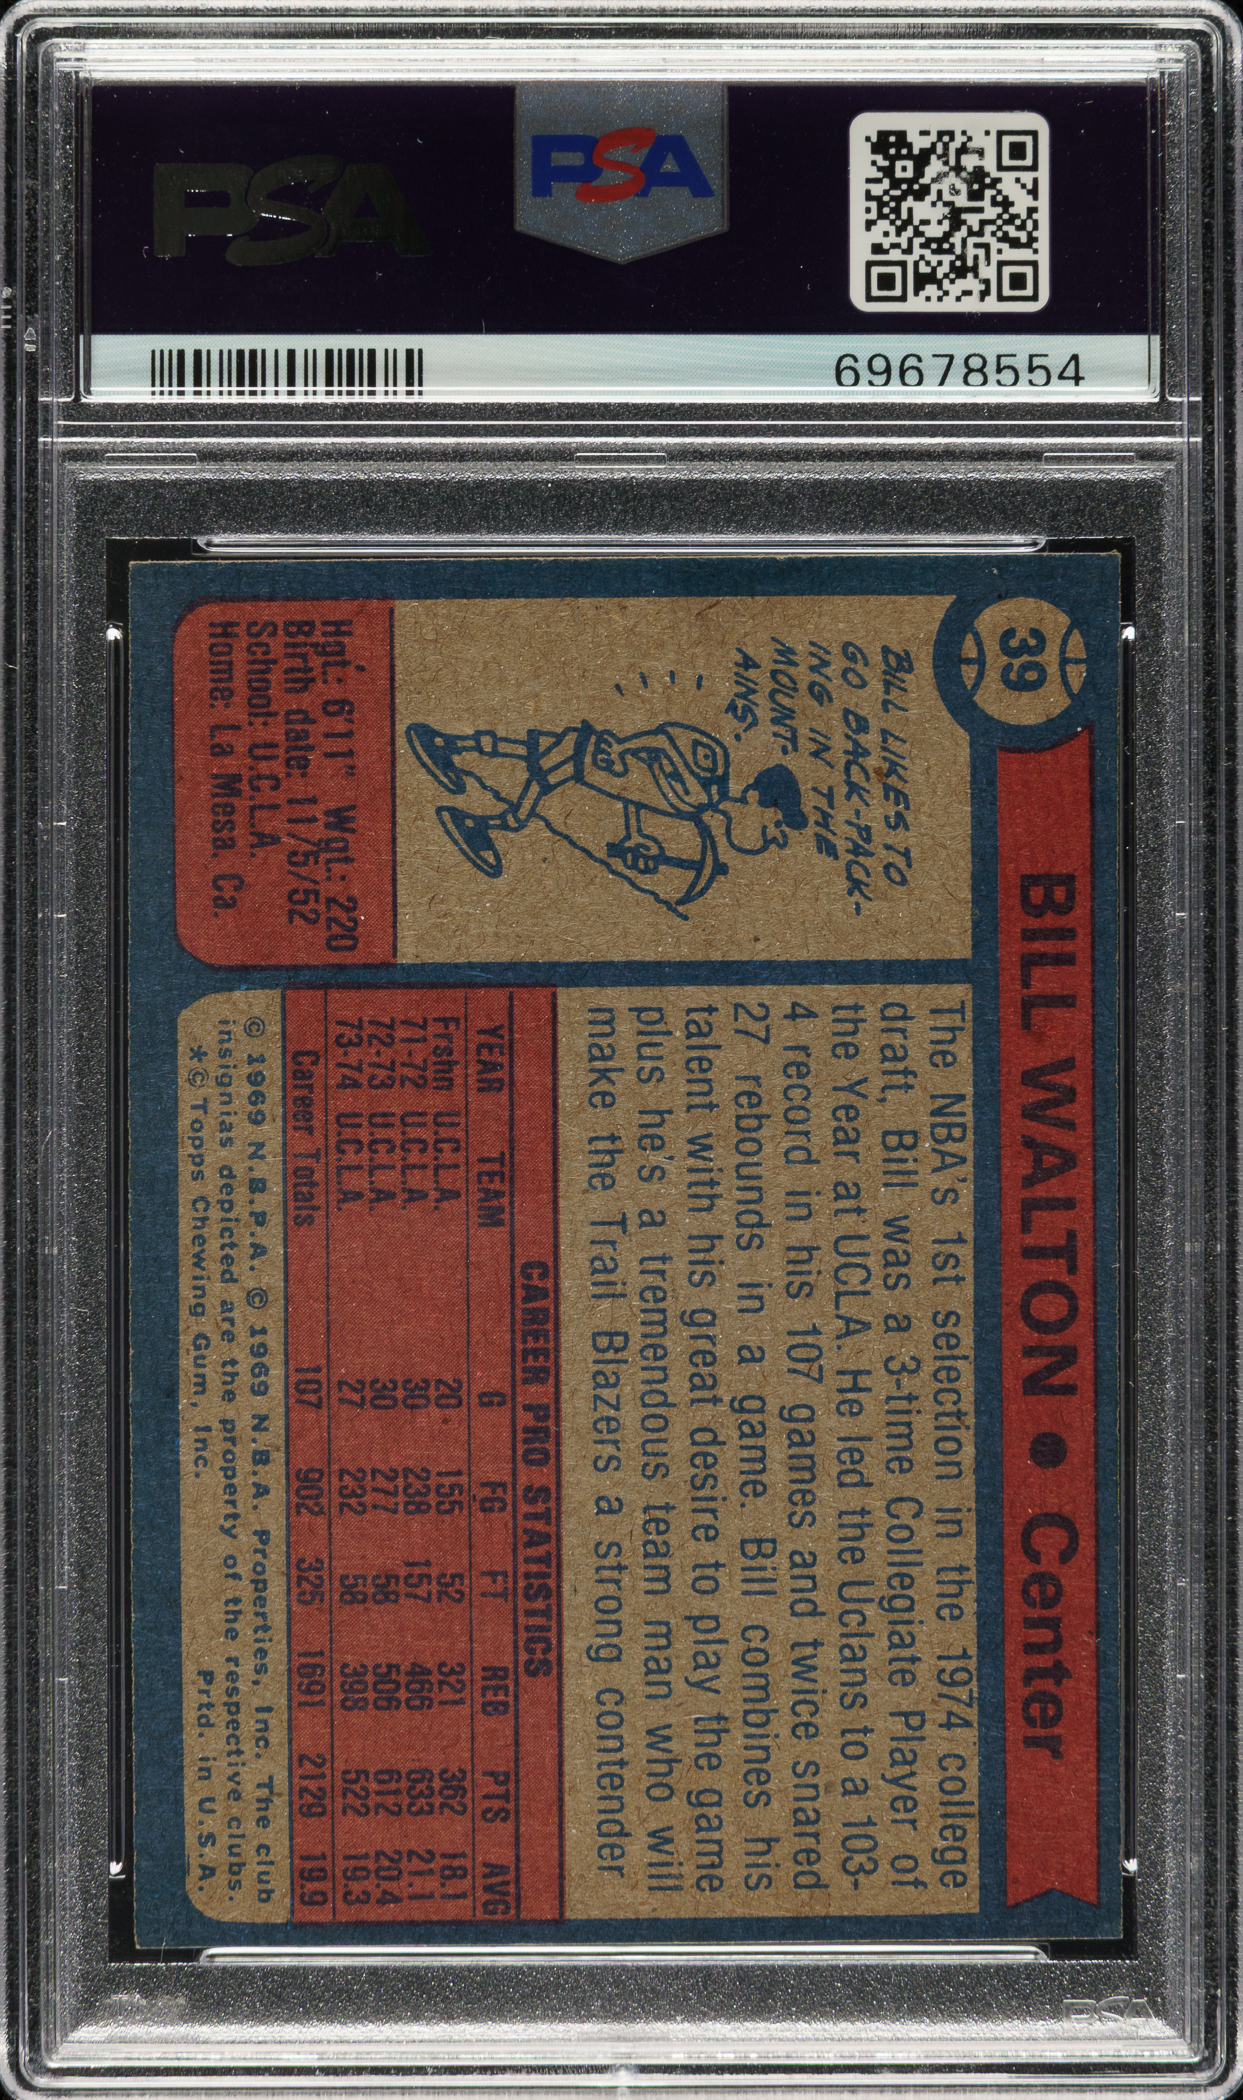 PSA
PSA
69678554
39
BILL WALTON • Center
BILL LIKES TO
GO BACK-PACK-
ING IN THE
MOUNT-
AINS.
Hgt.: 6'11" Wgt.: 220
Birth date: 11/5/52
School: U.C.L.A.
Home: La Mesa, Ca.
The NBA's 1st selection in the 1974 college
draft, Bill was a 3-time Collegiate Player of
the Year at UCLA. He led the Uclans to a 103-
4 record in his 107 games and twice snared
27 rebounds in a game. Bill combines his
talent with his great desire to play the game
plus he's a tremendous team man who will
make the Trail Blazers a strong contender
CAREER PRO STATISTICS
YEAR TEAM G FG FT REB PTS AVG
Frshn U.C.L.A. 20 155 52 321 362 18.1
71-72 U.C.L.A. 30 238 157 466 633 21.1
72-73 U.C.L.A. 30 277 58 506 612 20.4
73-74 U.C.L.A. 27 232 58 398 522 19.3
Career Totals 107 902 325 1691 2129 19.9
© 1969 N.B.P.A. © 1969 N.B.A. Properties, Inc. The club
insignias depicted are the property of the respective clubs.
*© Topps Chewing Gum, Inc. Prtd. in U.S.A.
PSA